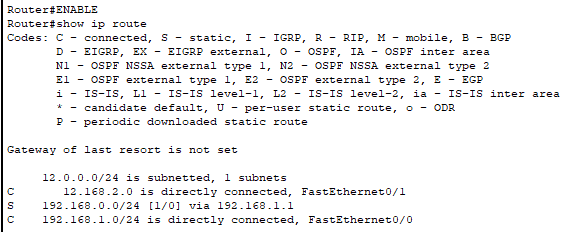 Router#ENABLE
Router#show ip route
Codes: C - connected, S - static, I - IGRP, R - RIP, M - mobile, B - BGP
       D - EIGRP, EX - EIGRP external, O - OSPF, IA - OSPF inter area
       N1 - OSPF NSSA external type 1, N2 - OSPF NSSA external type 2
       E1 - OSPF external type 1, E2 - OSPF external type 2, E - EGP
       i - IS-IS, L1 - IS-IS level-1, L2 - IS-IS level-2, ia - IS-IS inter area
       * - candidate default, U - per-user static route, o - ODR
       P - periodic downloaded static route

Gateway of last resort is not set

     12.0.0.0/24 is subnetted, 1 subnets
C       12.168.2.0 is directly connected, FastEthernet0/1
S    192.168.0.0/24 [1/0] via 192.168.1.1
C    192.168.1.0/24 is directly connected, FastEthernet0/0